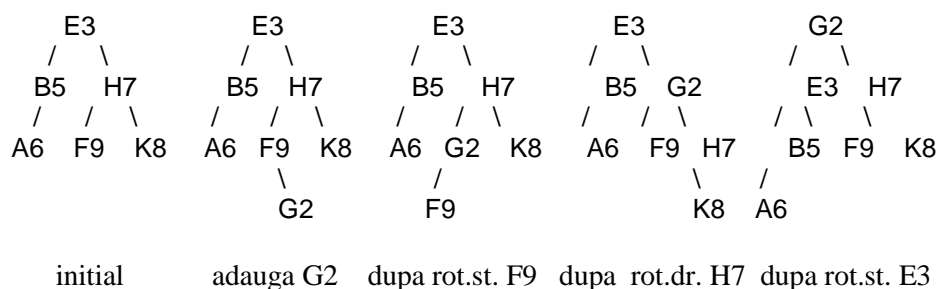 E3 E3 E3 E3 G2
B5 H7 B5 H7 B5 H7 B5 G2 E3 H7
A6 F9 K8 A6 F9 K8 A6 G2 K8 A6 F9 H7 B5 F9 K8
G2 F9 K8 A6
initial adauga G2 dupa rot.st. F9 dupa rot.dr. H7 dupa rot.st. E3